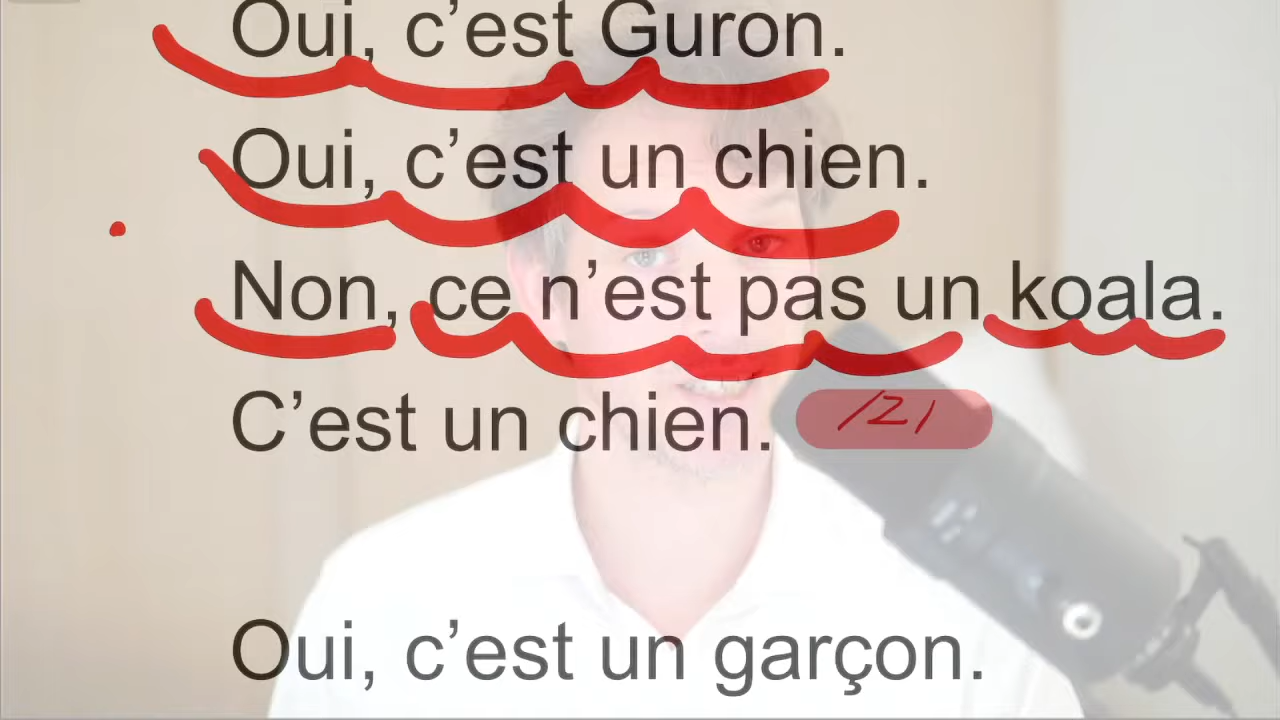 Oui, c’est Guron.
Oui, c’est un chien.
Non, ce n’est pas un koala.
C’est un chien. /21
Oui, c’est un garçon.